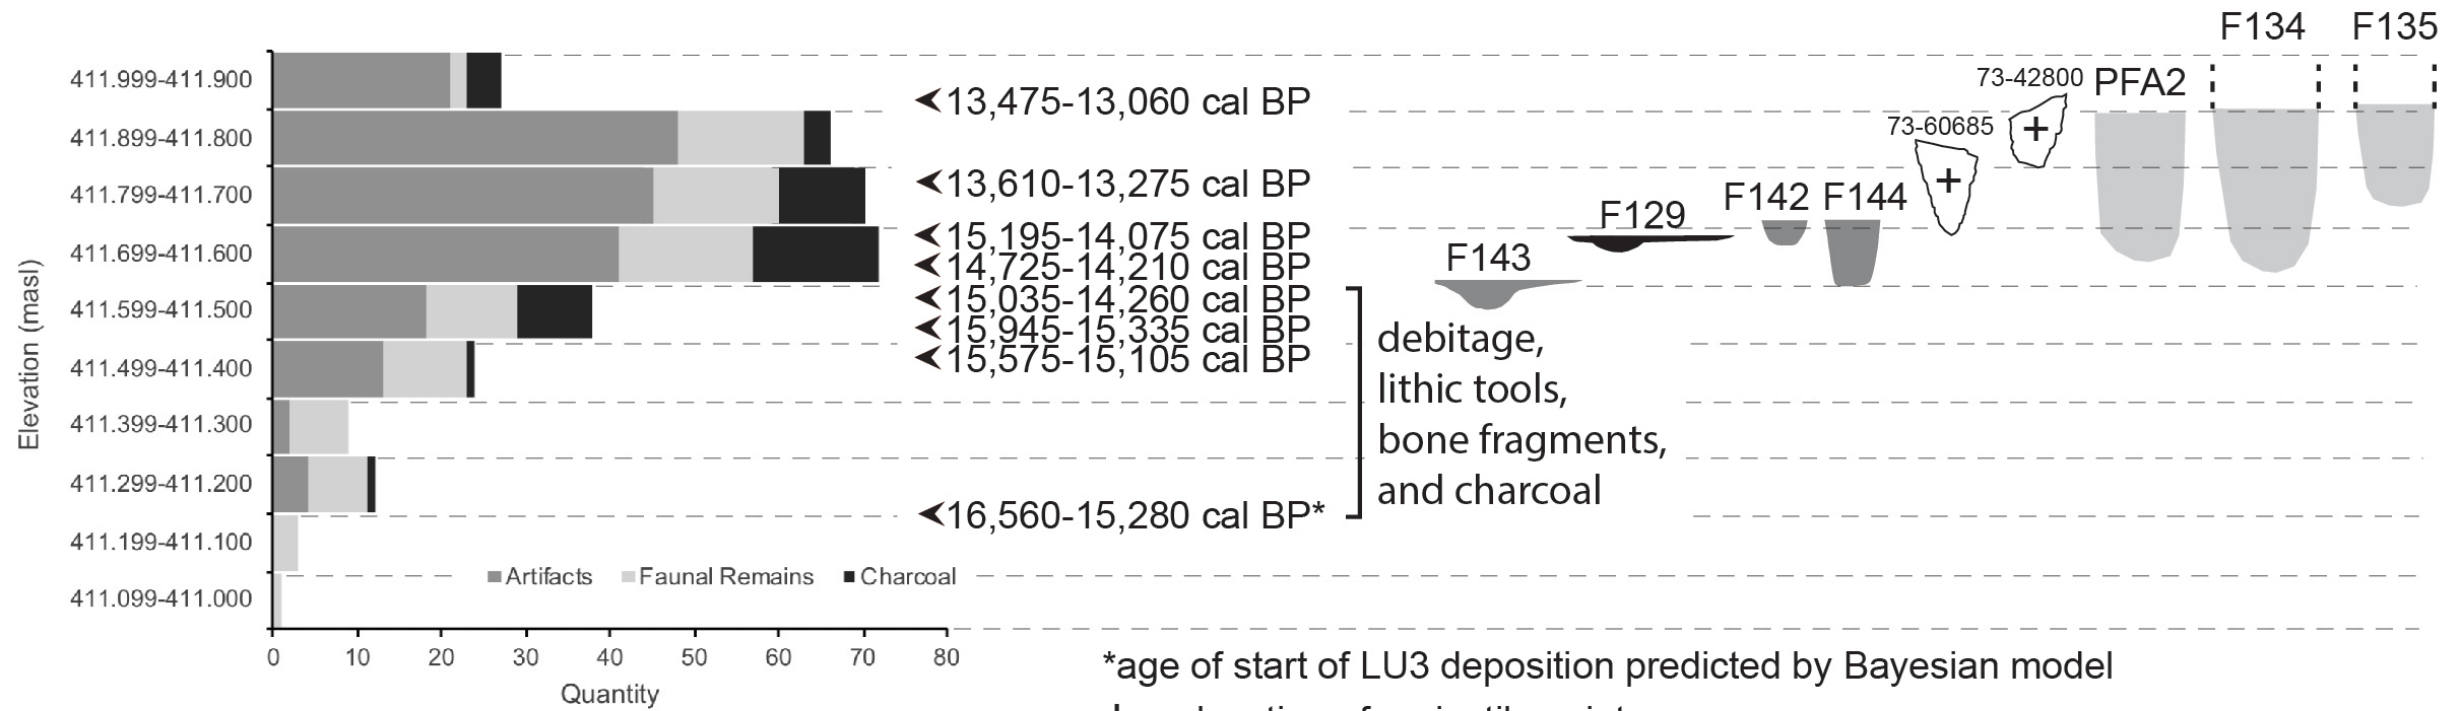 F134 F135
73-42800 PFA2
411.999-411.900
13,475-13,060 cal BP
73-60685
411.899-411.800
13,610-13,275 cal BP
411.799-411.700
F142 F144
F129
15,195-14,075 cal BP
411.699-411.600
14,725-14,210 cal BP
F143
15,035-14,260 cal BP
411.599-411.500
15,945-15,335 cal BP
debitage,
15,575-15,105 cal BP
411.499-411.400
lithic tools,
411.399-411.300
bone fragments,
411.299-411.200
and charcoal
16,560-15,280 cal BP*
411.199-411.100
Artifacts Faunal Remains Charcoal
411.099-411.000
Elevation (masl)
0 10 20 30 40 50 60 70 80
Quantity
*age of start of LU3 deposition predicted by Bayesian model